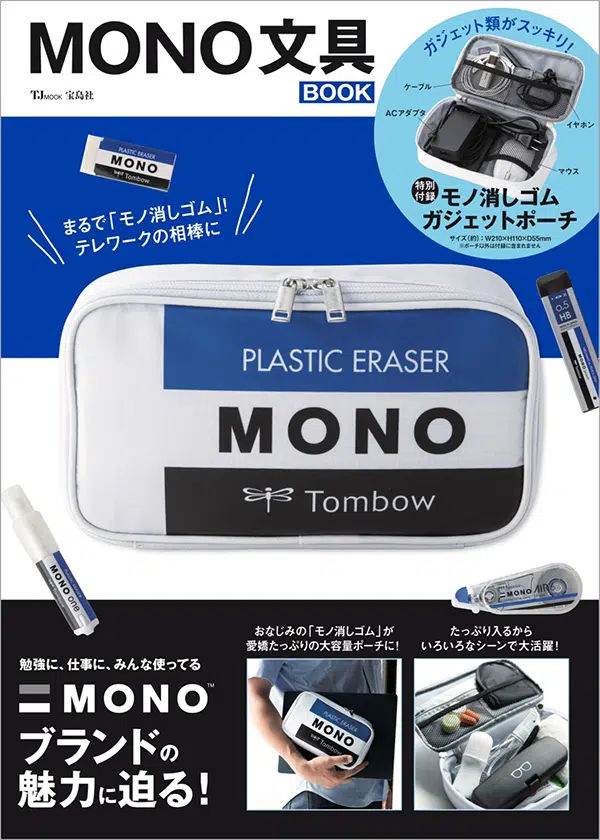 MONO文具
BOOK
TJ MOOK 宝島社
ガジェット類がスッキリ!
ケーブル
ACアダプタ
イヤホン
マウス
特別
付録
モノ消しゴム
ガジェットポーチ
サイズ(約):W210×H110×D55mm
※ポーチ以外は付録に含まれません
PLASTIC ERASER
MONO
Tombow
まるで「モノ消しゴム」!
テレワークの相棒に
0.5
HB
PLASTIC ERASER
MONO
Tombow
MONO one
MONO AIR
勉強に、仕事に、みんな使ってる
MONO™
ブランドの
魅力に迫る!
おなじみの「モノ消しゴム」が
愛嬌たっぷりの大容量ポーチに!
PLASTIC ERASER
MONO
Tombow
たっぷり入るから
いろいろなシーンで大活躍!